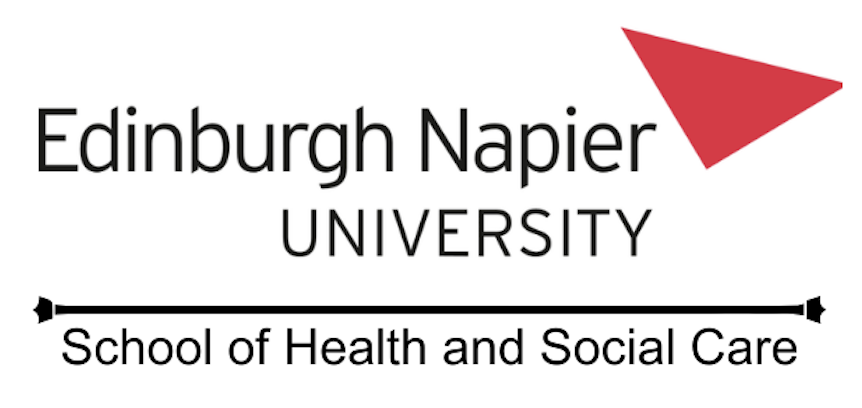 Edinburgh Napier
UNIVERSITY
School of Health and Social Care